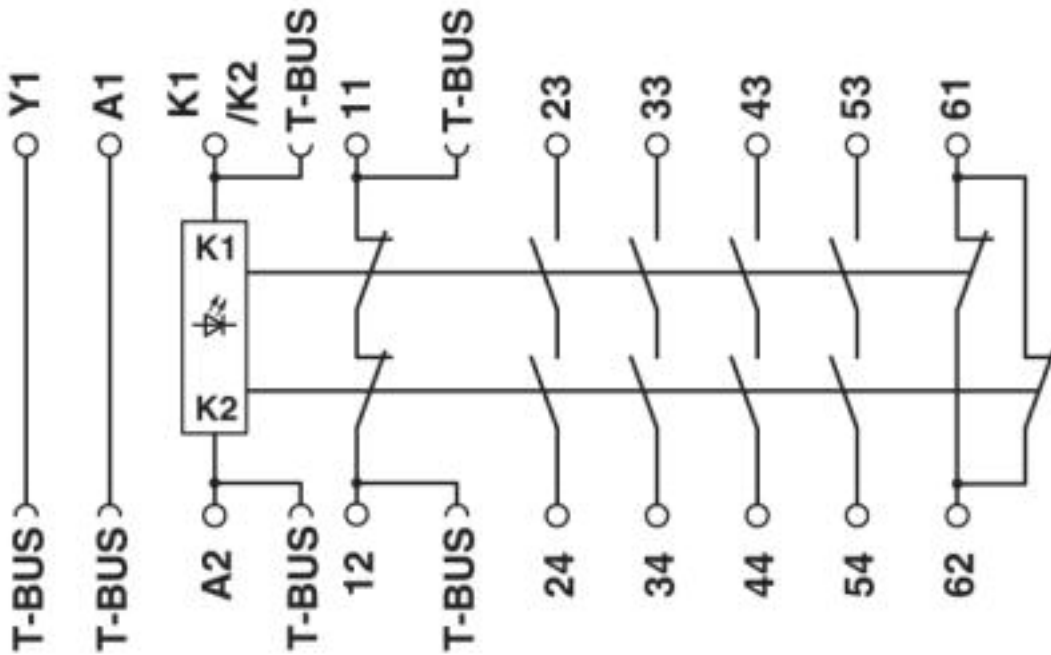 Y1
A1
K1
/K2
T-BUS
11
T-BUS
23
33
43
53
61
K1
K2
T-BUS
T-BUS
A2
T-BUS
12
T-BUS
24
34
44
54
62